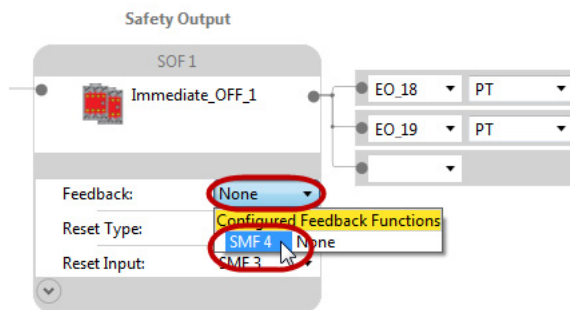 Safety Output
SOF 1
Immediate_OFF_1
EO_18 PT
EO_19 PT
Feedback: None
Configured Feedback Functions
Reset Type: SMF 4 None
Reset Input: SMF 3